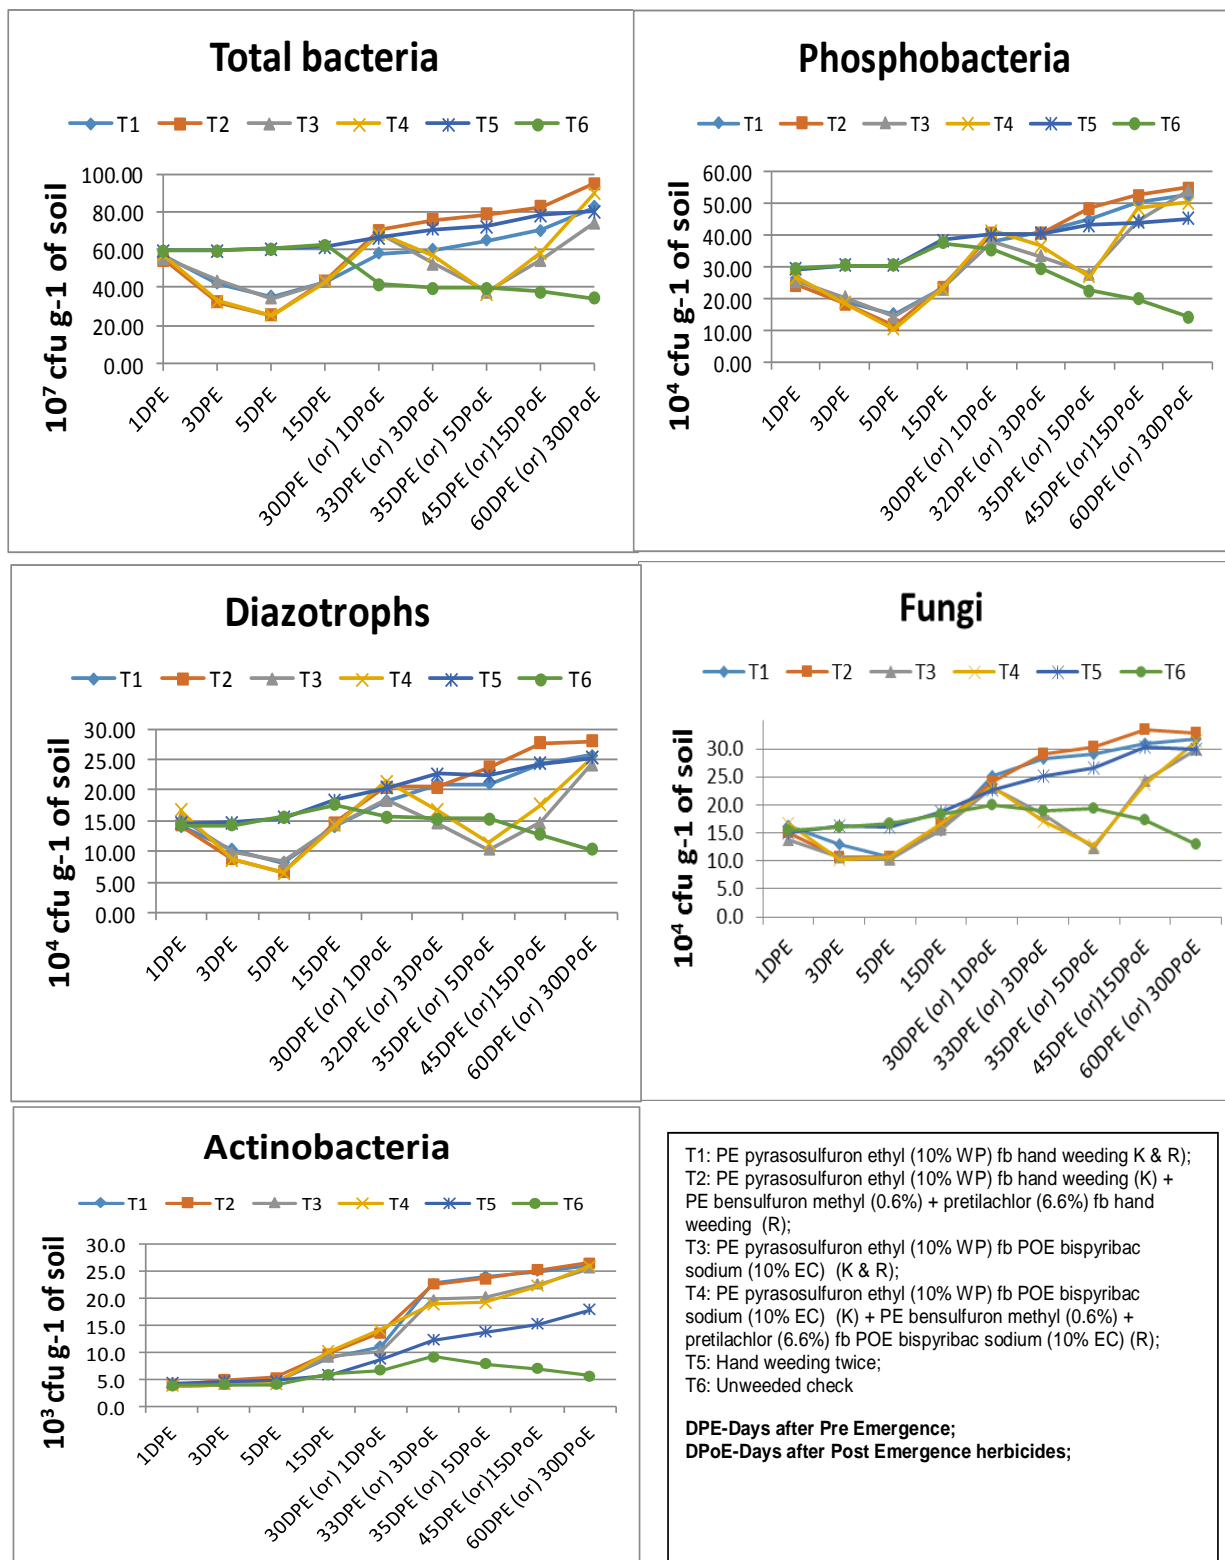 Total bacteria
T1 T2 T3 T4 T5 T6
10⁷ cfu g-1 of soil
100.00
80.00
60.00
40.00
20.00
0.00
1DPE
3DPE
5DPE
15DPE
30DPE (or) 1DPoE
33DPE (or) 3DPoE
35DPE (or) 5DPoE
45DPE (or)15DPoE
60DPE (or) 30DPoE
Phosphobacteria
T1 T2 T3 T4 T5 T6
10⁴ cfu g-1 of soil
60.00
50.00
40.00
30.00
20.00
10.00
0.00
1DPE
3DPE
5DPE
15DPE
30DPE (or) 1DPoE
32DPE (or) 3DPoE
35DPE (or) 5DPoE
45DPE (or)15DPoE
60DPE (or) 30DPoE
Diazotrophs
T1 T2 T3 T4 T5 T6
10⁴ cfu g-1 of soil
30.00
25.00
20.00
15.00
10.00
5.00
0.00
1DPE
3DPE
5DPE
15DPE
30DPE (or) 1DPoE
32DPE (or) 3DPoE
35DPE (or) 5DPoE
45DPE (or)15DPoE
60DPE (or) 30DPoE
Fungi
T1 T2 T3 T4 T5 T6
10⁴ cfu g-1 of soil
30.0
25.0
20.0
15.0
10.0
5.0
0.0
1DPE
3DPE
5DPE
15DPE
30DPE (or) 1DPoE
33DPE (or) 3DPoE
35DPE (or) 5DPoE
45DPE (or)15DPoE
60DPE (or) 30DPoE
Actinobacteria
T1 T2 T3 T4 T5 T6
10³ cfu g-1 of soil
30.0
25.0
20.0
15.0
10.0
5.0
0.0
1DPE
3DPE
5DPE
15DPE
30DPE (or) 1DPoE
33DPE (or) 3DPoE
35DPE (or) 5DPoE
45DPE (or)15DPoE
60DPE (or) 30DPoE
T1: PE pyrasosulfuron ethyl (10% WP) fb hand weeding K & R);
T2: PE pyrasosulfuron ethyl (10% WP) fb hand weeding (K) +
PE bensulfuron methyl (0.6%) + pretilachlor (6.6%) fb hand
weeding (R);
T3: PE pyrasosulfuron ethyl (10% WP) fb POE bispyribac
sodium (10% EC) (K & R);
T4: PE pyrasosulfuron ethyl (10% WP) fb POE bispyribac
sodium (10% EC) (K) + PE bensulfuron methyl (0.6%) +
pretilachlor (6.6%) fb POE bispyribac sodium (10% EC) (R);
T5: Hand weeding twice;
T6: Unweeded check
DPE-Days after Pre Emergence;
DPoE-Days after Post Emergence herbicides;